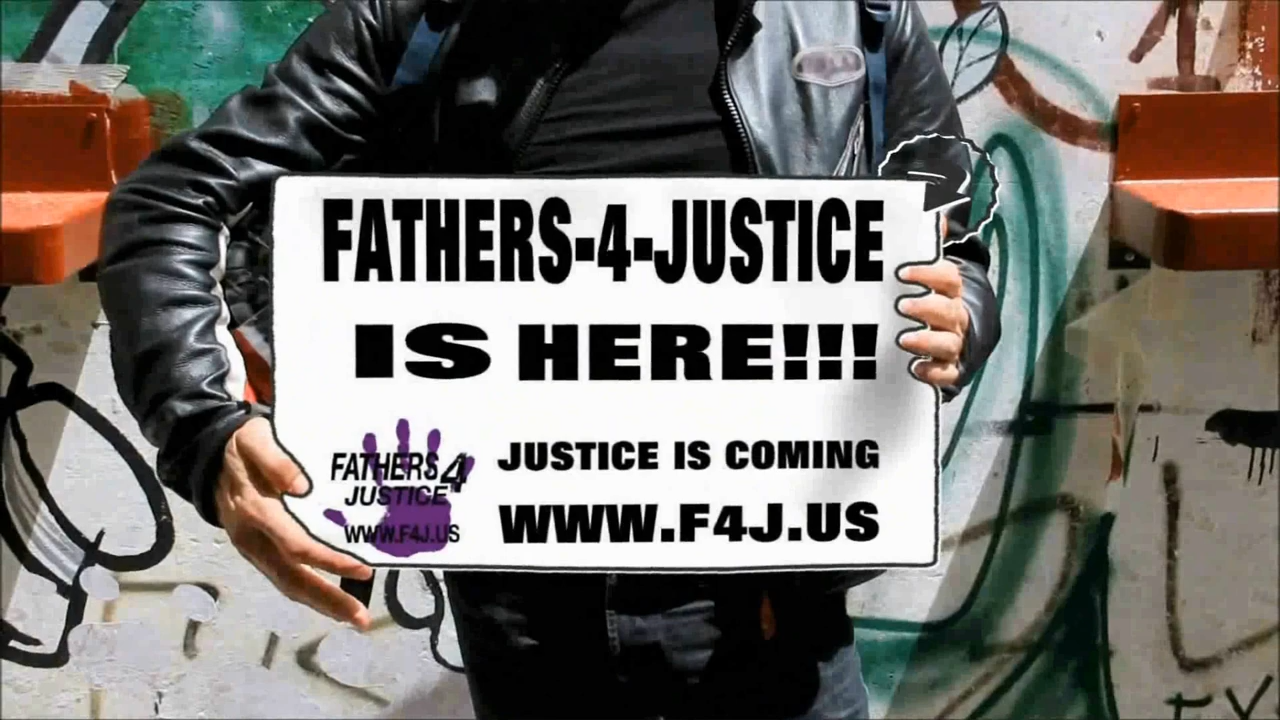 FATHERS-4-JUSTICE
IS HERE!!!
FATHERS 4
JUSTICE
WWW.F4J.US
JUSTICE IS COMING
WWW.F4J.US